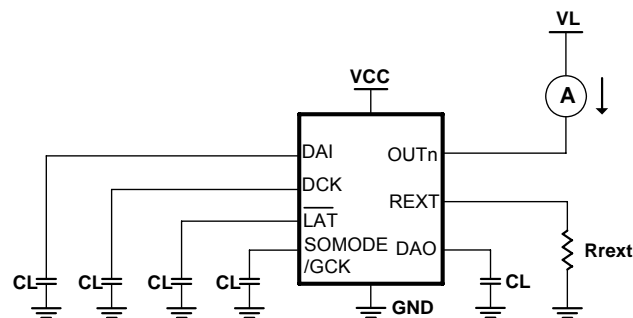 VL
VCC
A
DAI
OUTn
DCK
REXT
LAT
SOMODE
/GCK
DAO
Rrext
CL
CL
CL
CL
CL
GND